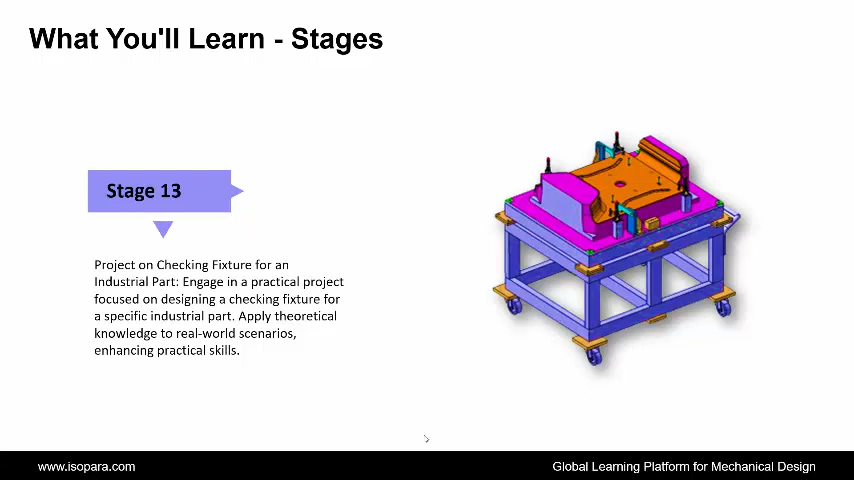 What You'll Learn - Stages
Stage 13
Project on Checking Fixture for an
Industrial Part: Engage in a practical project
focused on designing a checking fixture for
a specific industrial part. Apply theoretical
knowledge to real-world scenarios,
enhancing practical skills.
www.isopara.com
Global Learning Platform for Mechanical Design